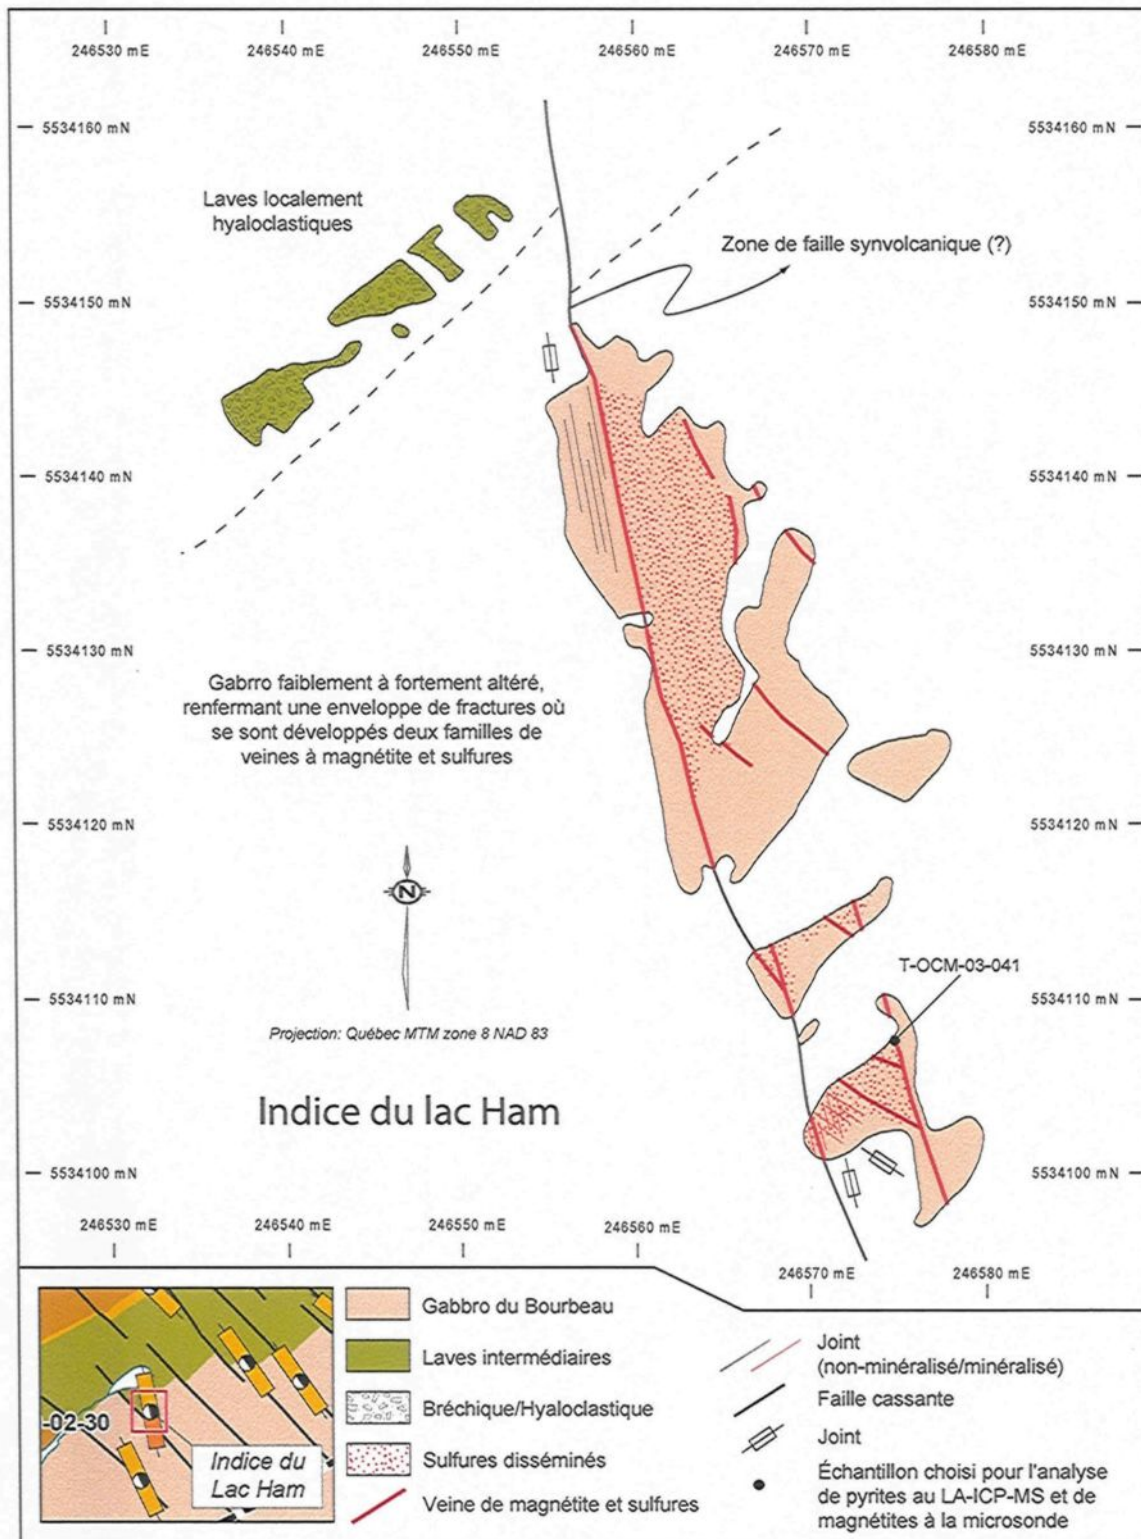 246530 mE 246540 mE 246550 mE 246560 mE 246570 mE 246580 mE
5534160 mN 5534160 mN
Laves localement
hyaloclastiques
Zone de faille synvolcanique (?)
5534150 mN 5534150 mN
5534140 mN 5534140 mN
5534130 mN 5534130 mN
Gabrro faiblement à fortement altéré,
renfermant une enveloppe de fractures où
se sont développés deux familles de
veines à magnétite et sulfures
5534120 mN 5534120 mN
N
T-OCM-03-041
5534110 mN 5534110 mN
Projection: Québec MTM zone 8 NAD 83
Indice du lac Ham
5534100 mN 5534100 mN
246530 mE 246540 mE 246550 mE 246560 mE
246570 mE 246580 mE
-02-30
Indice du
Lac Ham
Gabbro du Bourbeau
Laves intermédiaires
Bréchique/Hyaloclastique
Sulfures disséminés
Veine de magnétite et sulfures
Joint
(non-minéralisé/minéralisé)
Faille cassante
Joint
Échantillon choisi pour l'analyse
de pyrites au LA-ICP-MS et de
magnétites à la microsonde